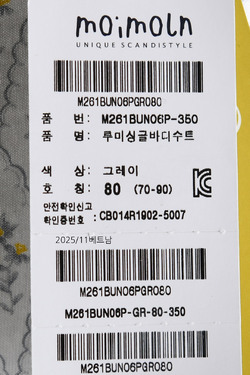 moimoln
UNIQUE SCANDISTYLE
M261BUN06PGR080
품 번: M261BUN06P-350
품 명: 루미싱글바디수트
색 상: 그레이
호 칭: 80 (70-90)
안전확인신고
확인증번호 : CB014R1902-5007
2025/11베트남
M261BUN06PGR080
M261BUN06P-GR-80-350
M261BUN06PGR080